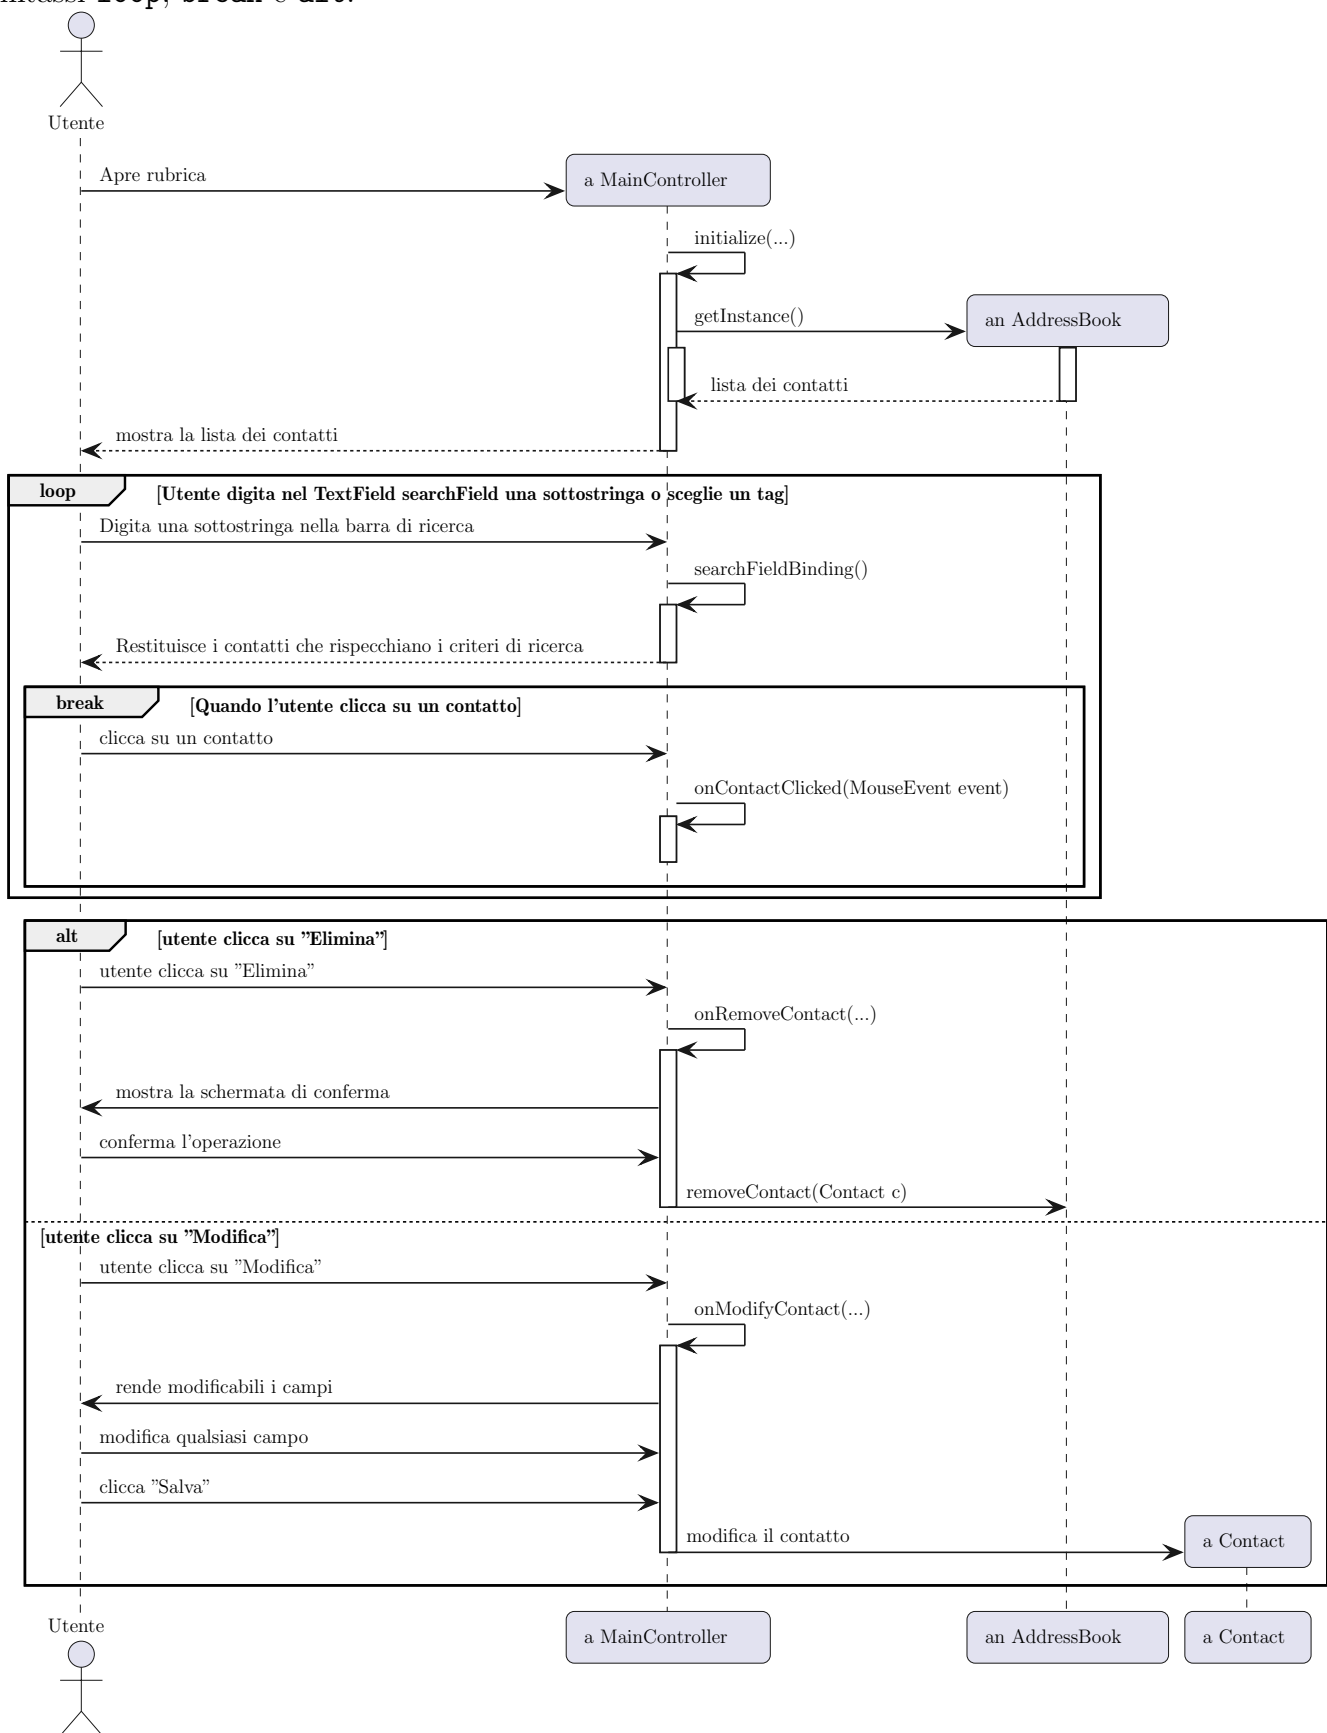 Utente
Apre rubrica
a MainController
initialize(...)
getInstance()
an AddressBook
lista dei contatti
mostra la lista dei contatti
loop [Utente digita nel TextField searchField una sottostringa o sceglie un tag]
Digita una sottostringa nella barra di ricerca
searchFieldBinding()
Restituisce i contatti che rispecchiano i criteri di ricerca
break [Quando l'utente clicca su un contatto]
clicca su un contatto
onContactClicked(MouseEvent event)
alt [utente clicca su "Elimina"]
utente clicca su "Elimina"
onRemoveContact(...)
mostra la schermata di conferma
conferma l'operazione
removeContact(Contact c)
[utente clicca su "Modifica"]
utente clicca su "Modifica"
onModifyContact(...)
rende modificabili i campi
modifica qualsiasi campo
clicca "Salva"
modifica il contatto
a Contact
Utente
a MainController
an AddressBook
a Contact